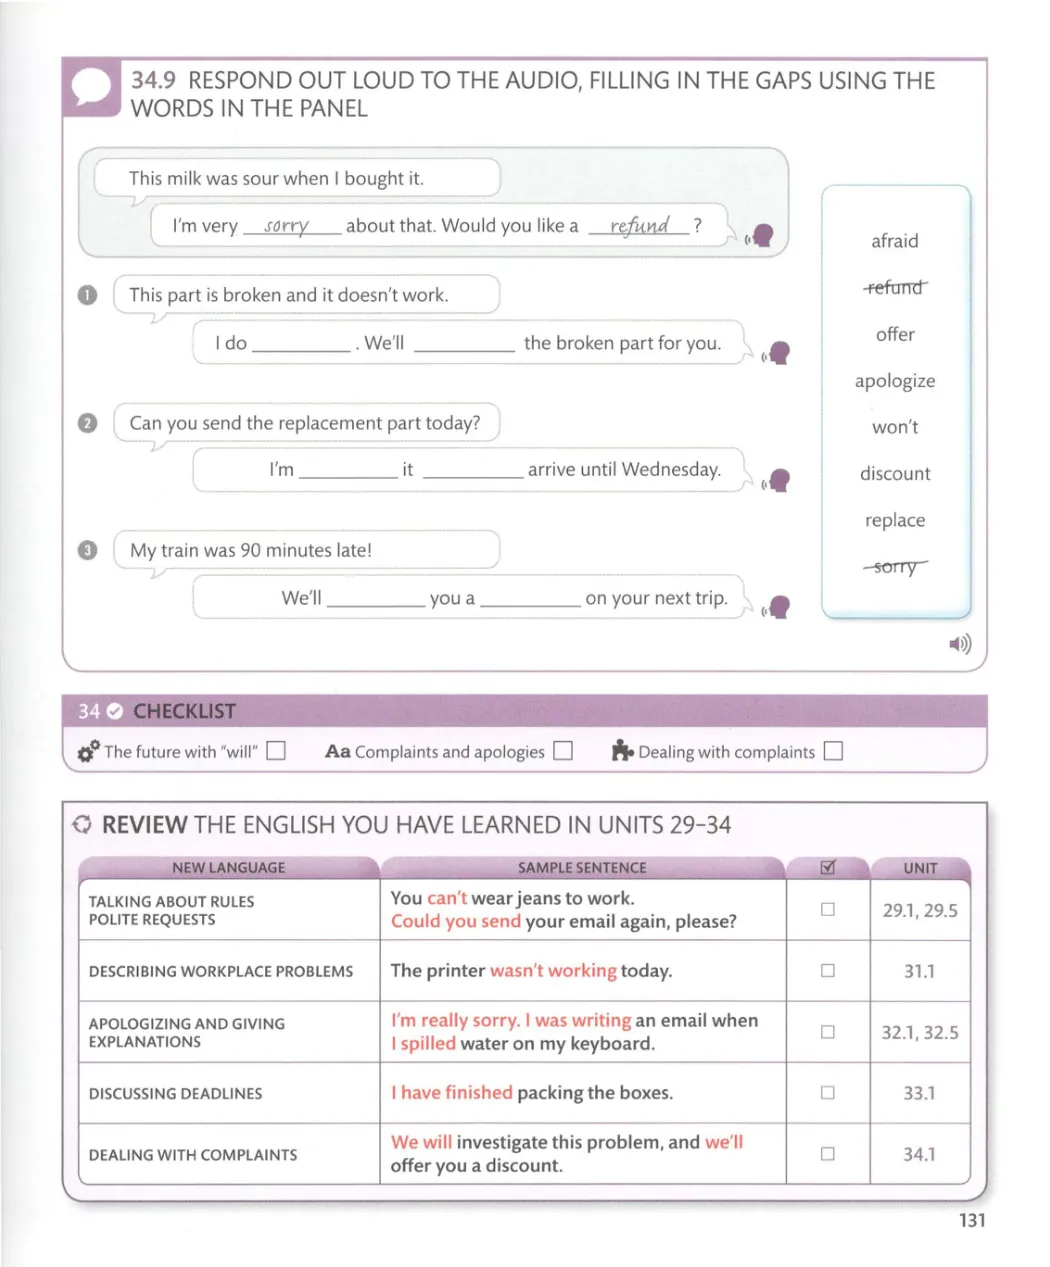 34.9 RESPOND OUT LOUD TO THE AUDIO, FILLING IN THE GAPS USING THE
WORDS IN THE PANEL
This milk was sour when I bought it.
I'm very sorry about that. Would you like a refund ?
1 This part is broken and it doesn't work.
I do __________ . We'll __________ the broken part for you.
2 Can you send the replacement part today?
I'm __________ it __________ arrive until Wednesday.
3 My train was 90 minutes late!
We'll __________ you a __________ on your next trip.
afraid
refund
offer
apologize
won't
discount
replace
sorry
34 CHECKLIST
The future with "will" Aa Complaints and apologies Dealing with complaints
REVIEW THE ENGLISH YOU HAVE LEARNED IN UNITS 29–34
NEW LANGUAGE SAMPLE SENTENCE UNIT
TALKING ABOUT RULES
POLITE REQUESTS
You can't wear jeans to work.
Could you send your email again, please?
29.1, 29.5
DESCRIBING WORKPLACE PROBLEMS
The printer wasn't working today.
31.1
APOLOGIZING AND GIVING
EXPLANATIONS
I'm really sorry. I was writing an email when
I spilled water on my keyboard.
32.1, 32.5
DISCUSSING DEADLINES
I have finished packing the boxes.
33.1
DEALING WITH COMPLAINTS
We will investigate this problem, and we'll
offer you a discount.
34.1
131